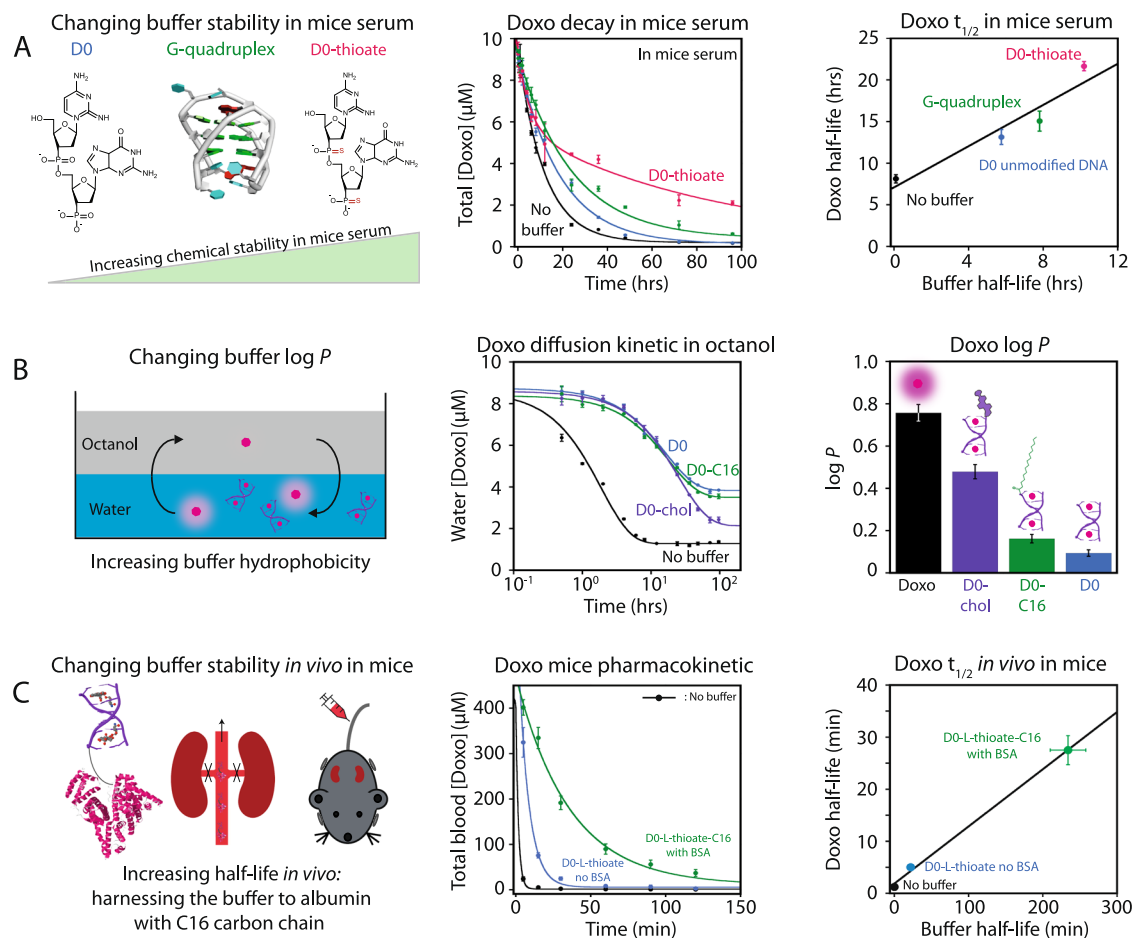 A
Changing buffer stability in mice serum
D0
G-quadruplex
D0-thioate
NH₂
N
NH
N
O
HO
O
O
O⁻
-O-P=O
O
N
NH
N
N
NH₂
O
O
O⁻
-O-P=O
O⁻
NH₂
N
NH
N
O
HO
O
O
-O-P=S
O
N
NH
N
N
NH₂
O
O
-O-P=S
O⁻
Increasing chemical stability in mice serum
Doxo decay in mice serum
In mice serum
Total [Doxo] (µM)
10
8
6
4
2
0
D0-thioate
No
buffer
0 20 40 60 80 100
Time (hrs)
Doxo t1/2 in mice serum
Doxo half-life (hrs)
25
20
15
10
5
0
D0-thioate
G-quadruplex
D0 unmodified DNA
No buffer
0 4 8 12
Buffer half-life (hrs)
B
Changing buffer log P
Octanol
Water
Increasing buffer hydrophobicity
Doxo diffusion kinetic in octanol
Water [Doxo] (µM)
10
8
6
4
2
0
D0
D0-C16
D0-chol
No buffer
10⁻¹ 10⁰ 10¹ 10²
Time (hrs)
Doxo log P
log P
1.0
0.8
0.6
0.4
0.2
0
Doxo
D0-
chol
D0-
C16
D0
C
Changing buffer stability in vivo in mice
Increasing half-life in vivo:
harnessing the buffer to albumin
with C16 carbon chain
Doxo mice pharmacokinetic
: No buffer
Total blood [Doxo] (µM)
400
300
200
100
0
D0-L-thioate-C16
with BSA
D0-L-thioate
no BSA
0 50 100 150
Time (min)
Doxo t1/2 in vivo in mice
Doxo half-life (min)
40
30
20
10
0
D0-L-thioate-C16
with BSA
D0-L-thioate no BSA
No buffer
0 100 200 300
Buffer half-life (min)